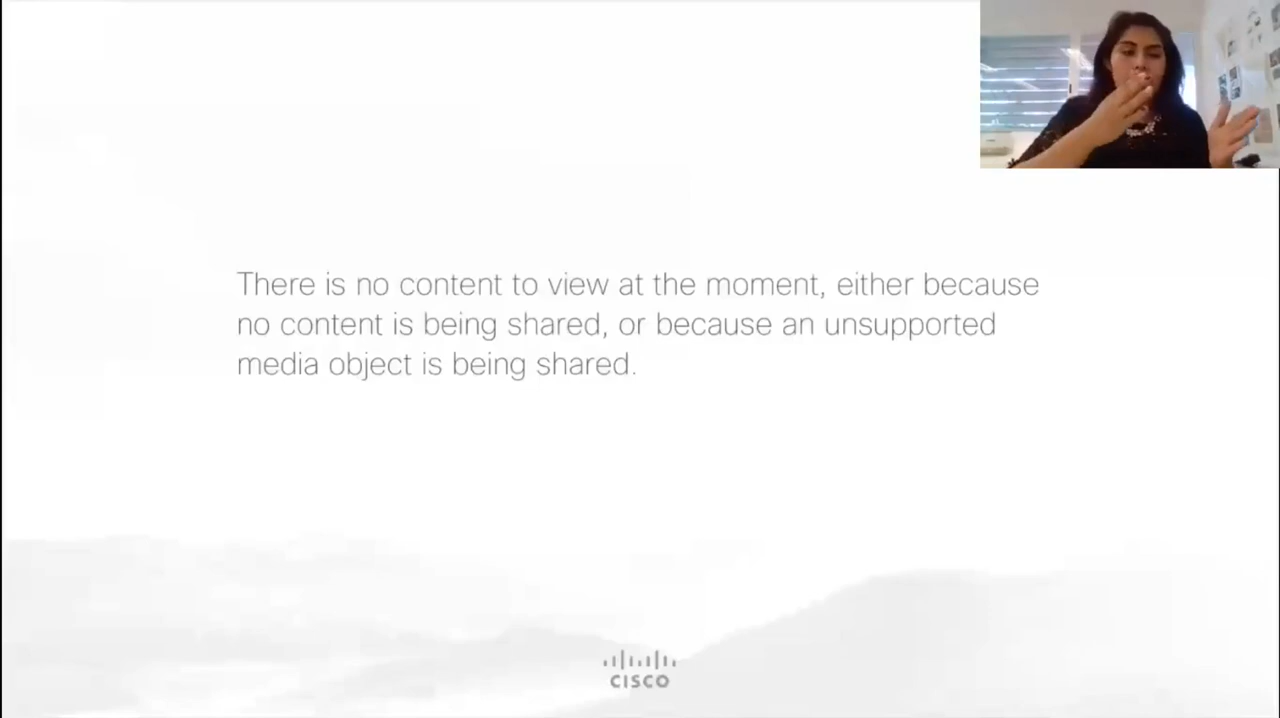 There is no content to view at the moment, either because
no content is being shared, or because an unsupported
media object is being shared.
CISCO